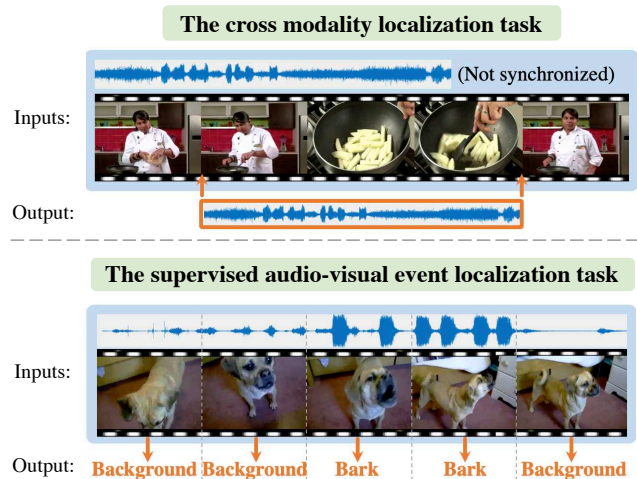 The cross modality localization task
(Not synchronized)
Inputs:
Output:
The supervised audio-visual event localization task
Inputs:
Output: Background Background Bark Bark Background